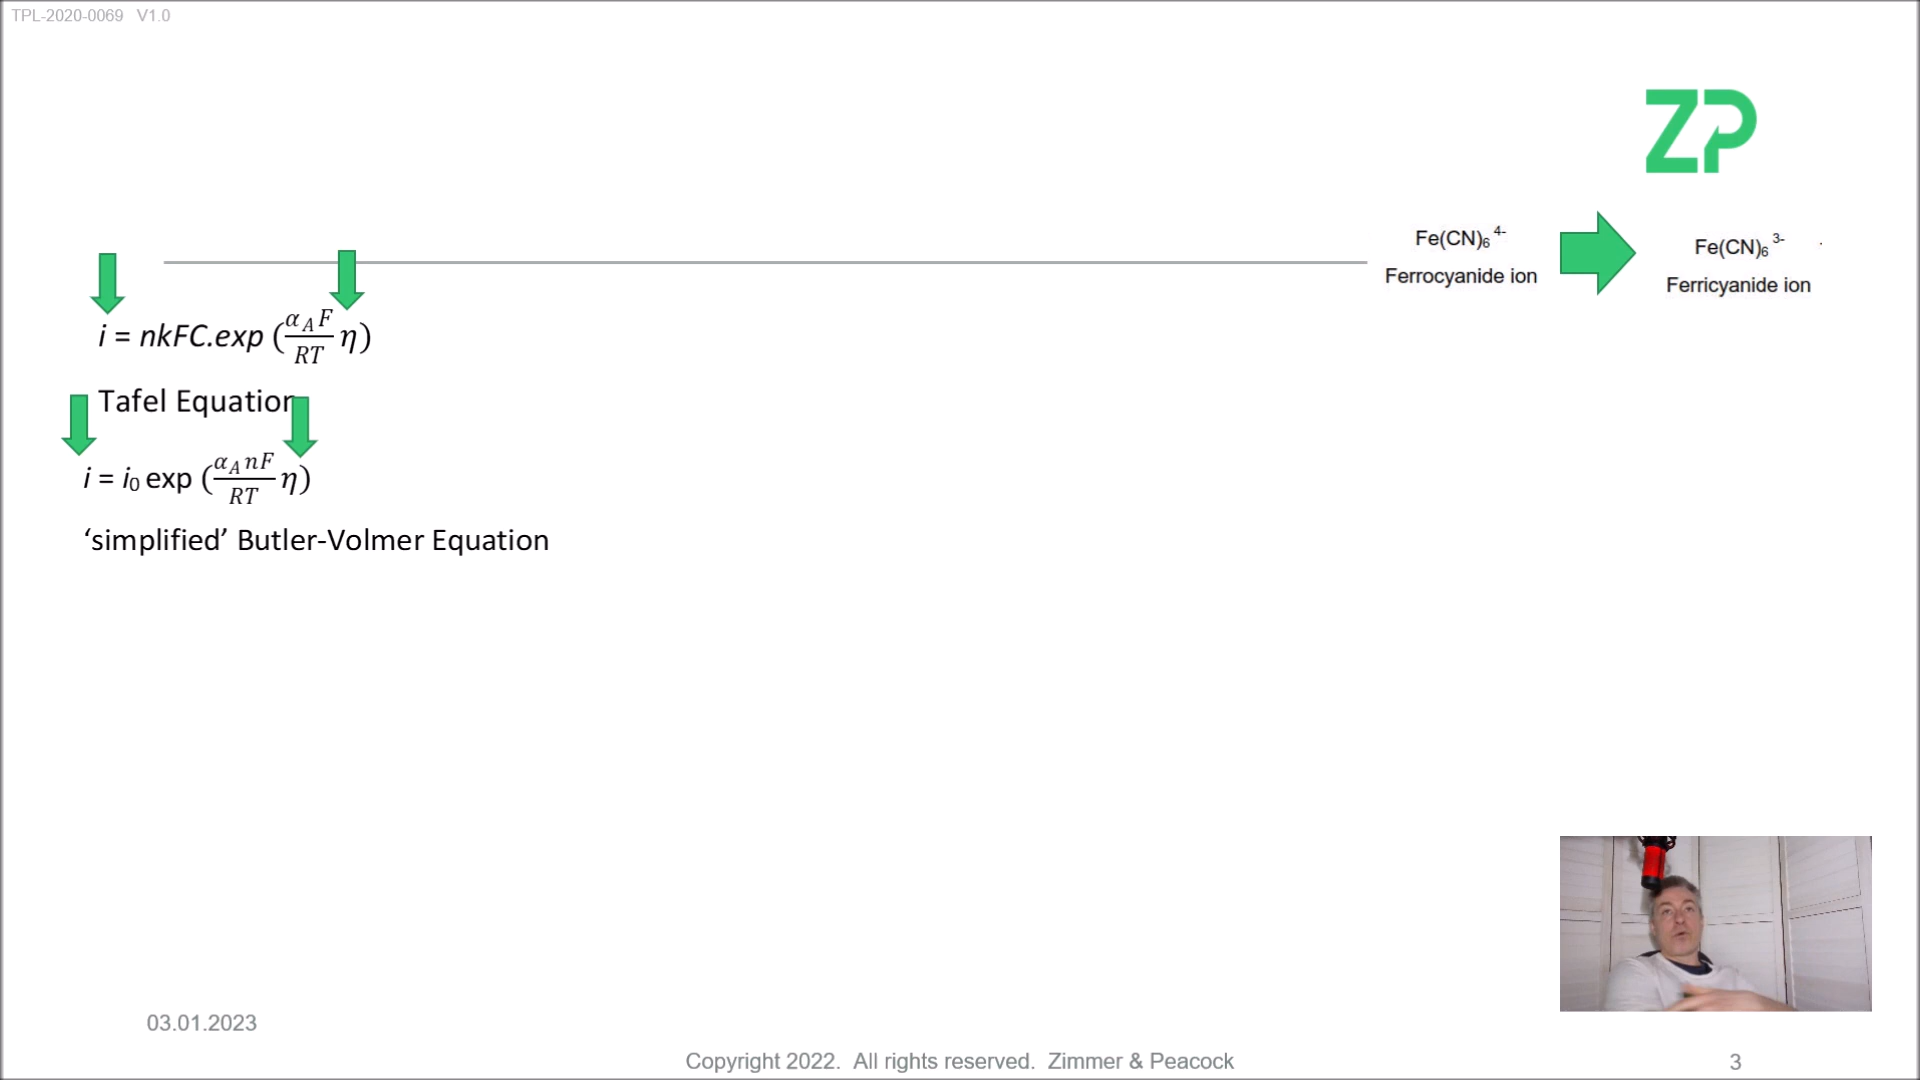 TPL-2020-0069 V1.0
ZP
Fe(CN)₆ ⁴⁻
Ferrocyanide ion
Fe(CN)₆ ³⁻
Ferricyanide ion
i = nkFC.exp (α_A F / RT η)
Tafel Equation
i = i₀ exp (α_A nF / RT η)
‘simplified’ Butler-Volmer Equation
03.01.2023
Copyright 2022. All rights reserved. Zimmer & Peacock
3